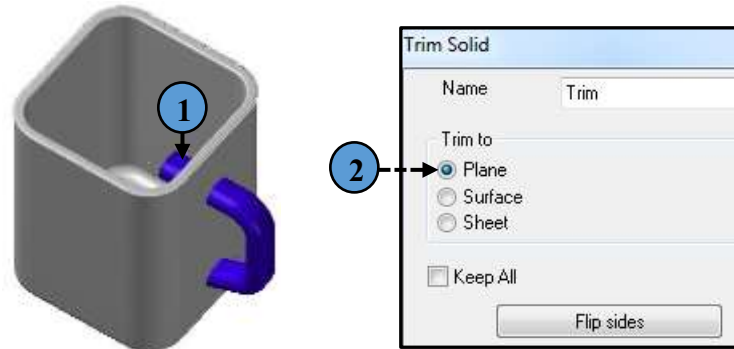 1
2
Trim Solid
Name Trim
Trim to
Plane
Surface
Sheet
Keep All
Flip sides